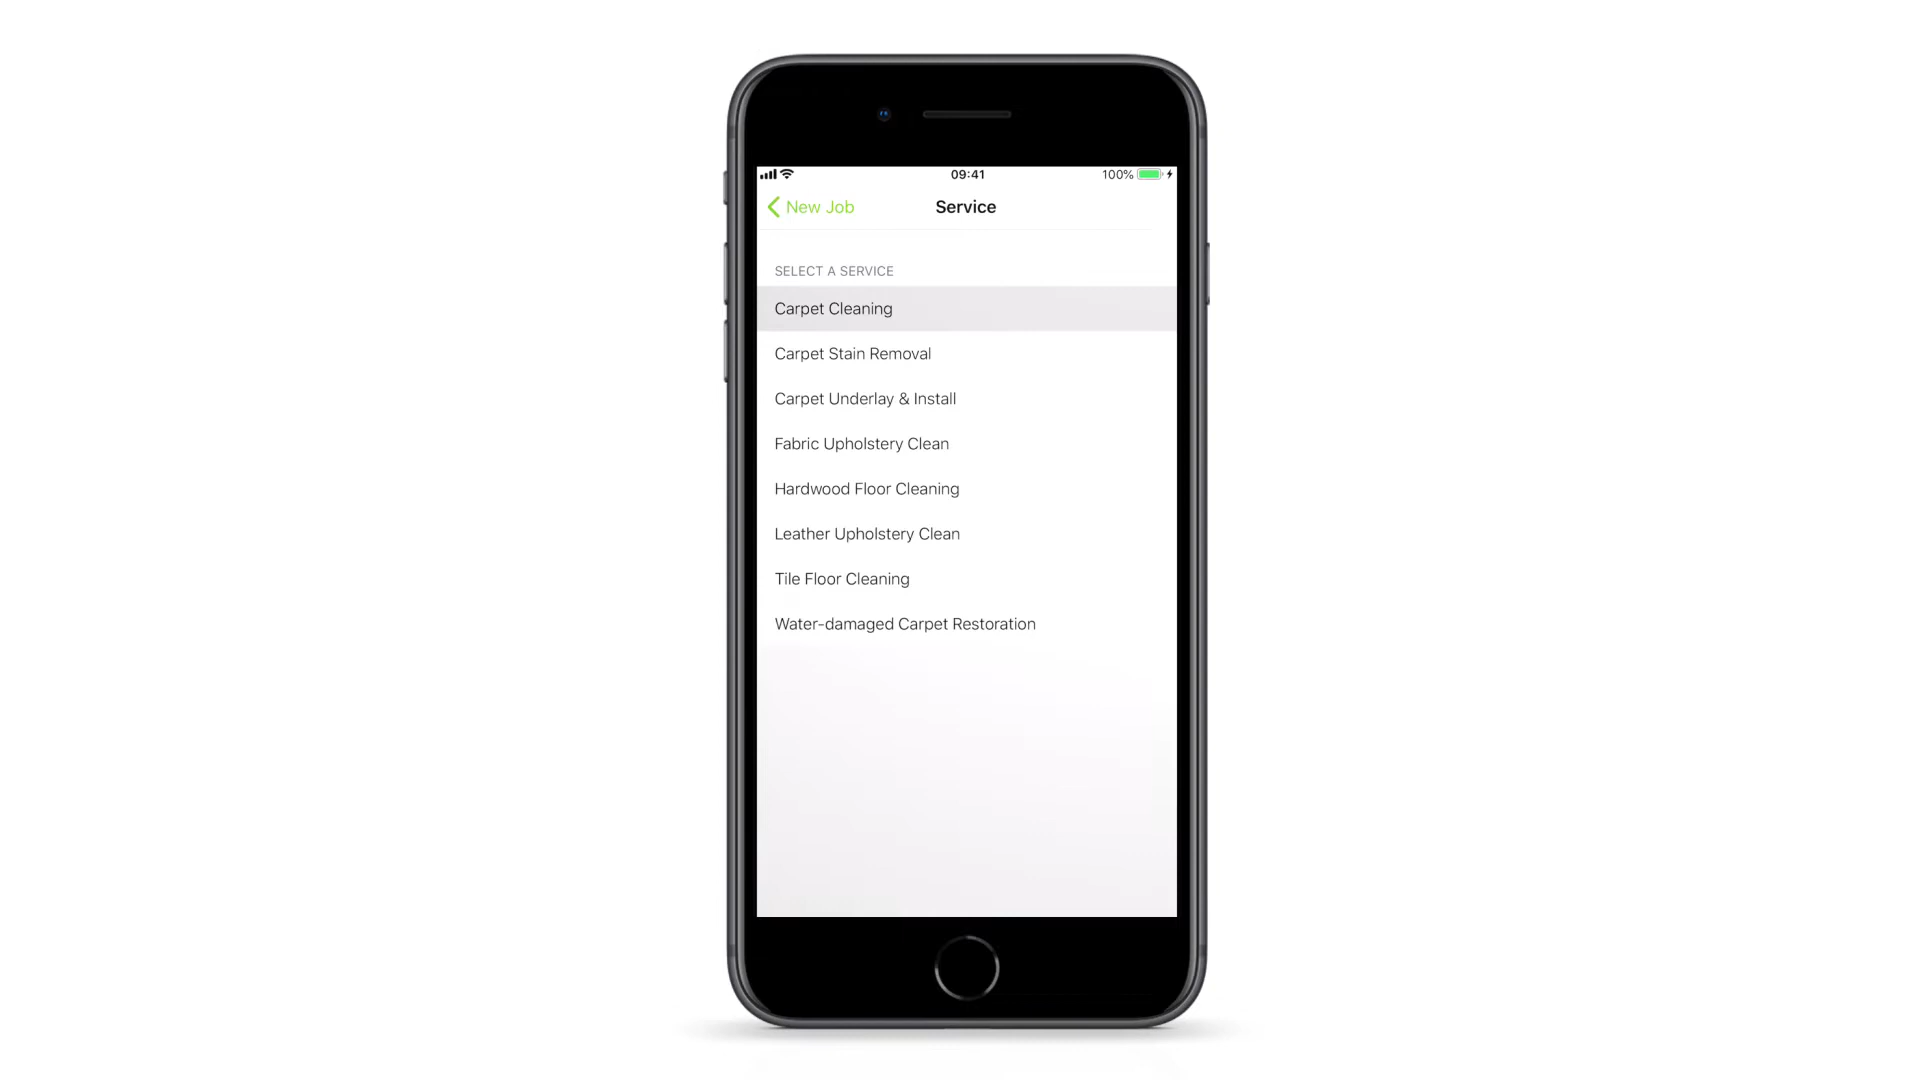 09:41
100%
New Job
Service
SELECT A SERVICE
Carpet Cleaning
Carpet Stain Removal
Carpet Underlay & Install
Fabric Upholstery Clean
Hardwood Floor Cleaning
Leather Upholstery Clean
Tile Floor Cleaning
Water-damaged Carpet Restoration